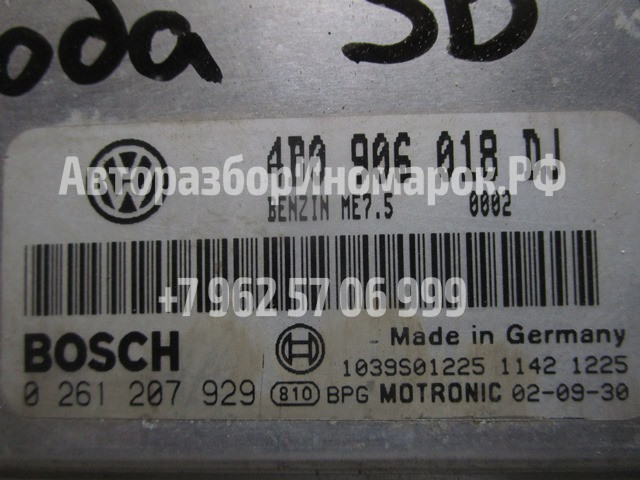 oda SB
4B0 906 018 DJ
АвторазборИномарок.РФ
BENZIN ME7.5 0002
+7 962 57 06 999
BOSCH
Made in Germany
1039S01225 1142 1225
0 261 207 929 810 BPG MOTRONIC 02-09-30